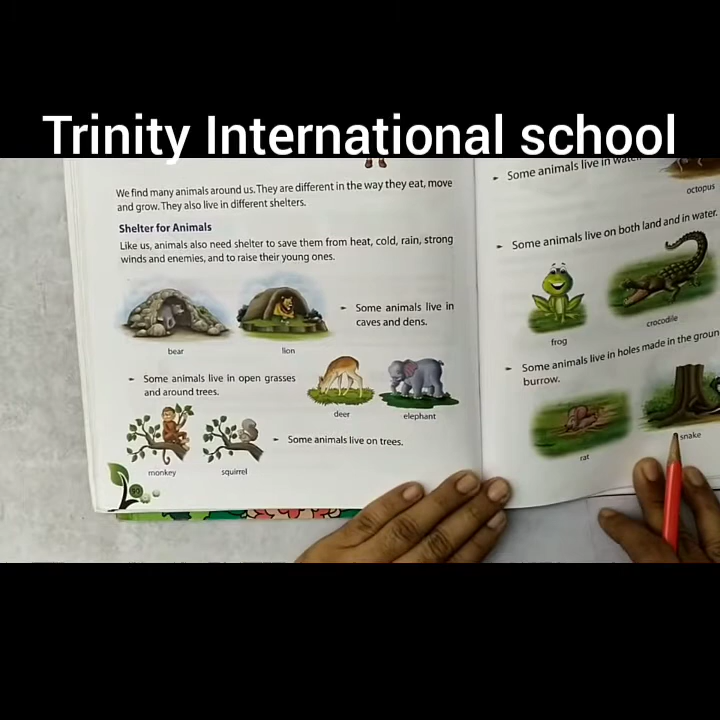 Trinity International school
We find many animals around us. They are different in the way they eat, move
and grow. They also live in different shelters.
Shelter for Animals
Like us, animals also need shelter to save them from heat, cold, rain, strong
winds and enemies, and to raise their young ones.
Some animals live in
caves and dens.
bear
lion
Some animals live in open grasses
and around trees.
deer
elephant
Some animals live on trees.
monkey
squirrel
Some animals live in water.
octopus
Some animals live on both land and in water.
frog
crocodile
Some animals live in holes made in the
burrow.
rat
snake